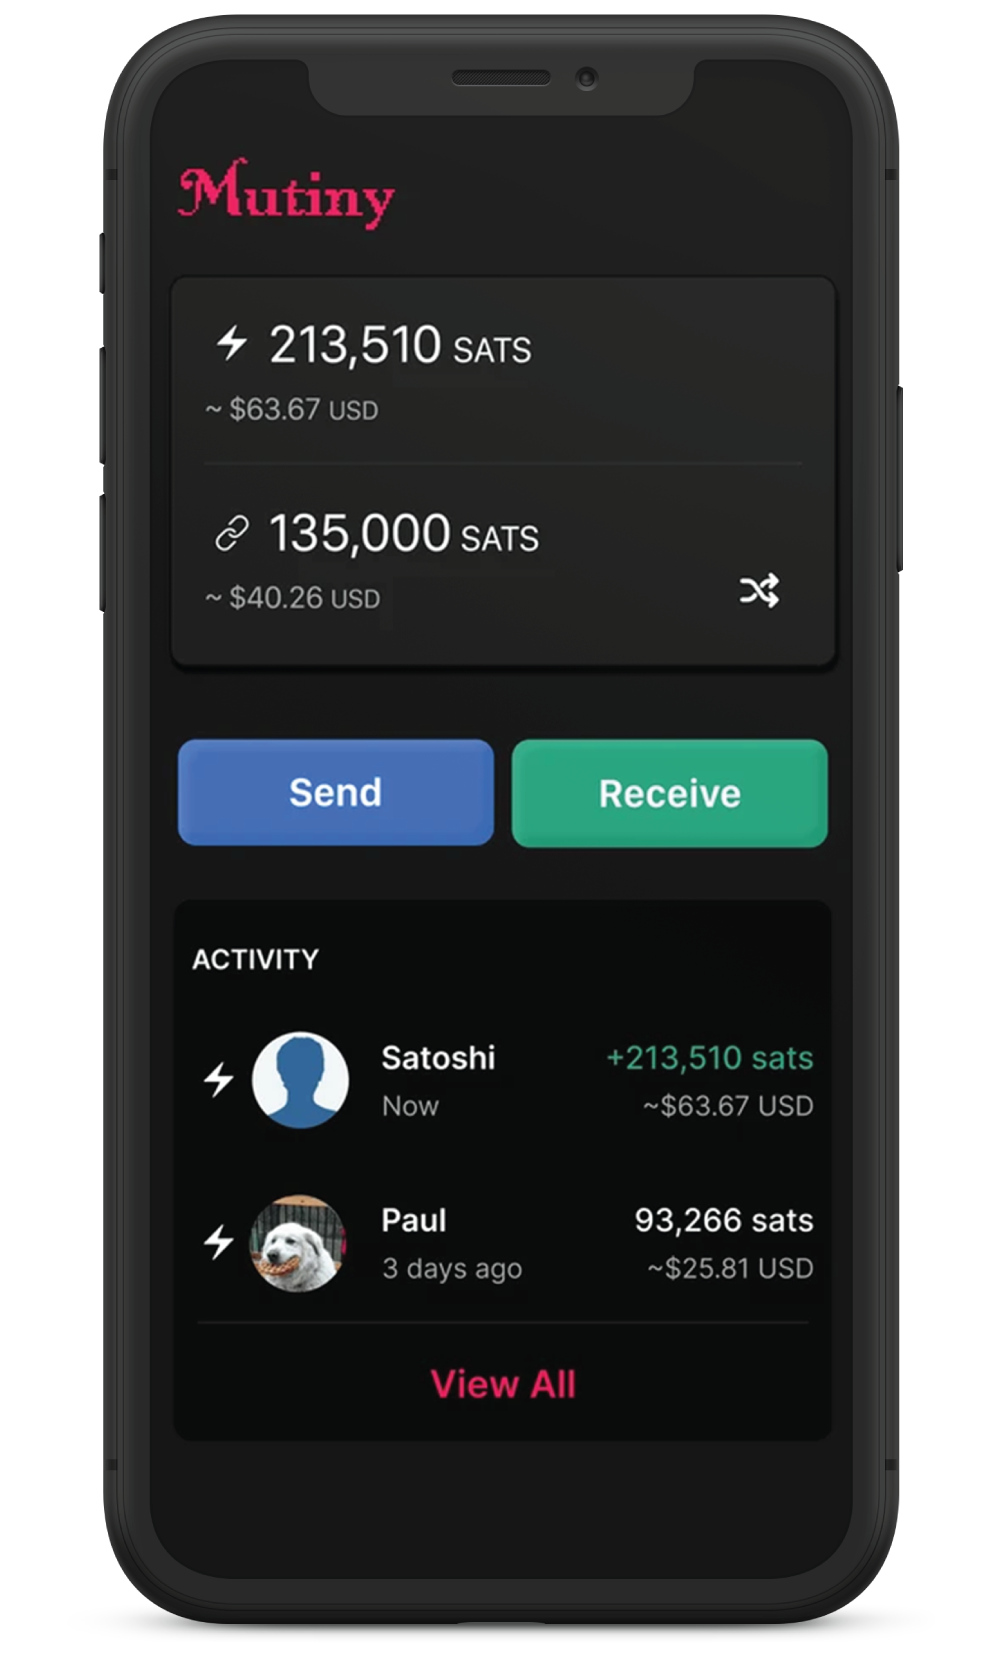 Mutiny
213,510 SATS
~ $63.67 USD
135,000 SATS
~ $40.26 USD
Send
Receive
ACTIVITY
Satoshi
+213,510 sats
Now
~$63.67 USD
Paul
93,266 sats
3 days ago
~$25.81 USD
View All